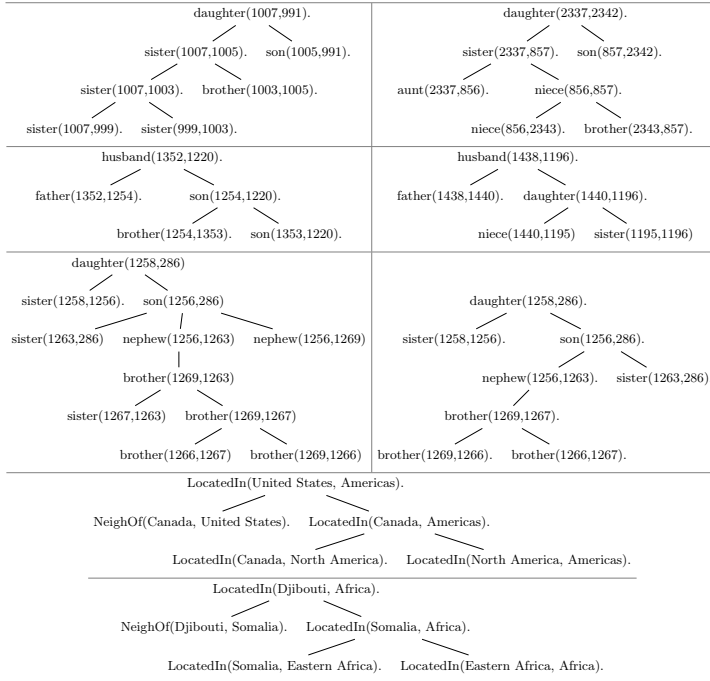 daughter(1007,991).
sister(1007,1005). son(1005,991).
sister(1007,1003). brother(1003,1005).
sister(1007,999). sister(999,1003).
daughter(2337,2342).
sister(2337,857). son(857,2342).
aunt(2337,856). niece(856,857).
niece(856,2343). brother(2343,857).
husband(1352,1220).
father(1352,1254). son(1254,1220).
brother(1254,1353). son(1353,1220).
husband(1438,1196).
father(1438,1440). daughter(1440,1196).
niece(1440,1195) sister(1195,1196)
daughter(1258,286)
sister(1258,1256). son(1256,286)
sister(1263,286) nephew(1256,1263) nephew(1256,1269)
brother(1269,1263)
sister(1267,1263) brother(1269,1267)
brother(1266,1267) brother(1269,1266)
daughter(1258,286).
sister(1258,1256). son(1256,286).
nephew(1256,1263). sister(1263,286)
brother(1269,1267).
brother(1269,1266). brother(1266,1267).
LocatedIn(United States, Americas).
NeighOf(Canada, United States). LocatedIn(Canada, Americas).
LocatedIn(Canada, North America). LocatedIn(North America, Americas).
LocatedIn(Djibouti, Africa).
NeighOf(Djibouti, Somalia). LocatedIn(Somalia, Africa).
LocatedIn(Somalia, Eastern Africa). LocatedIn(Eastern Africa, Africa).